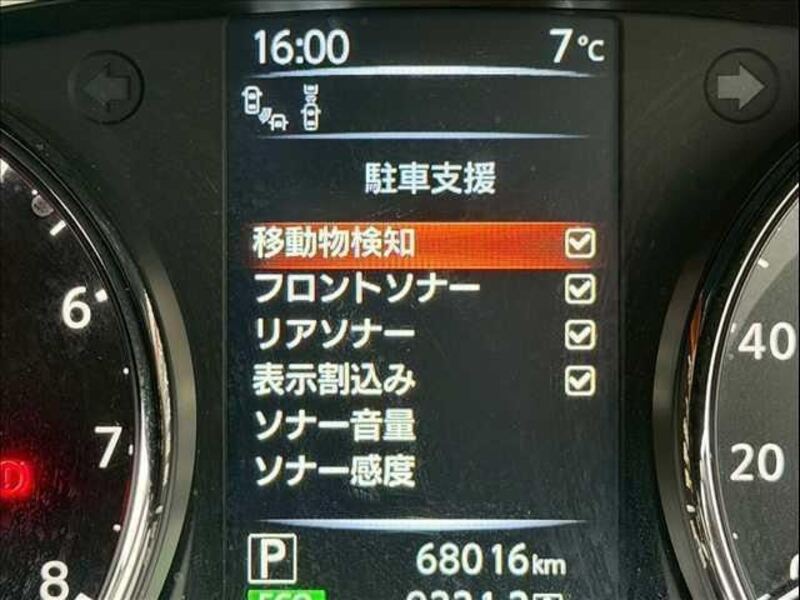 16:00 7℃
駐車支援
移動物検知
フロントソナー
リアソナー
表示割込み
ソナー音量
ソナー感度
P 68016km
6
7
8
40
20